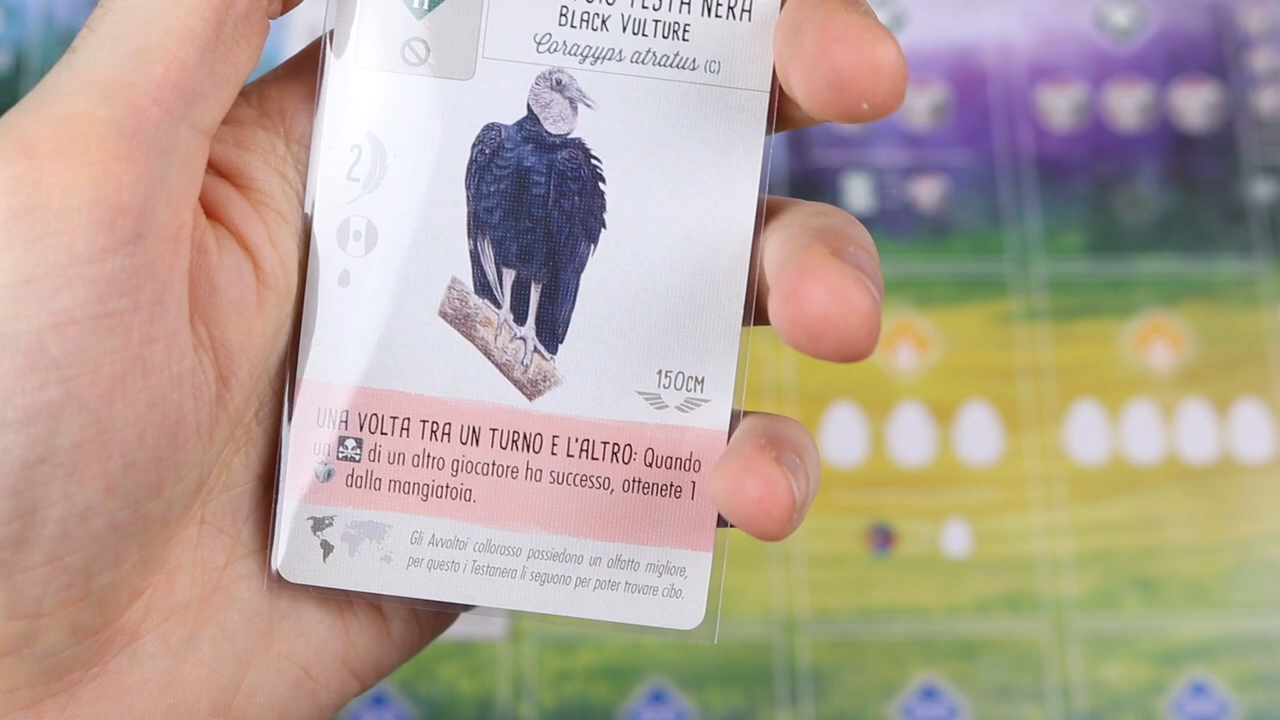 TESTA NERA
BLACK VULTURE
Coragyps atratus (C)
2
150CM
UNA VOLTA TRA UN TURNO E L'ALTRO: Quando
un di un altro giocatore ha successo, ottenete 1
dalla mangiatoia.
Gli Avvoltoi collorosso possiedono un olfatto migliore,
per questo i Testanera li seguono per poter trovare cibo.